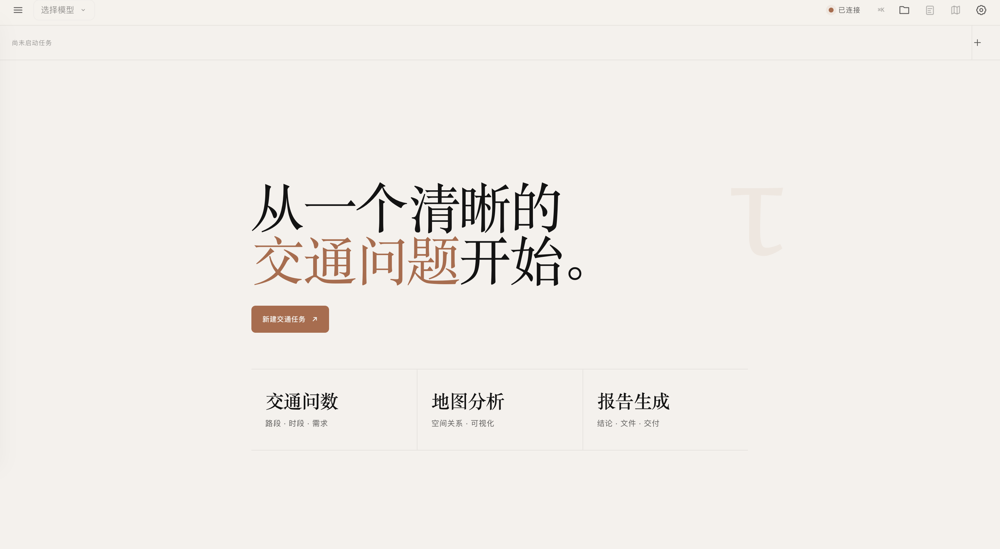 选择模型
已连接
⌘K
尚未启动任务
从一个清晰的
交通问题开始。
τ
新建交通任务
交通问数
路段 · 时段 · 需求
地图分析
空间关系 · 可视化
报告生成
结论 · 文件 · 交付